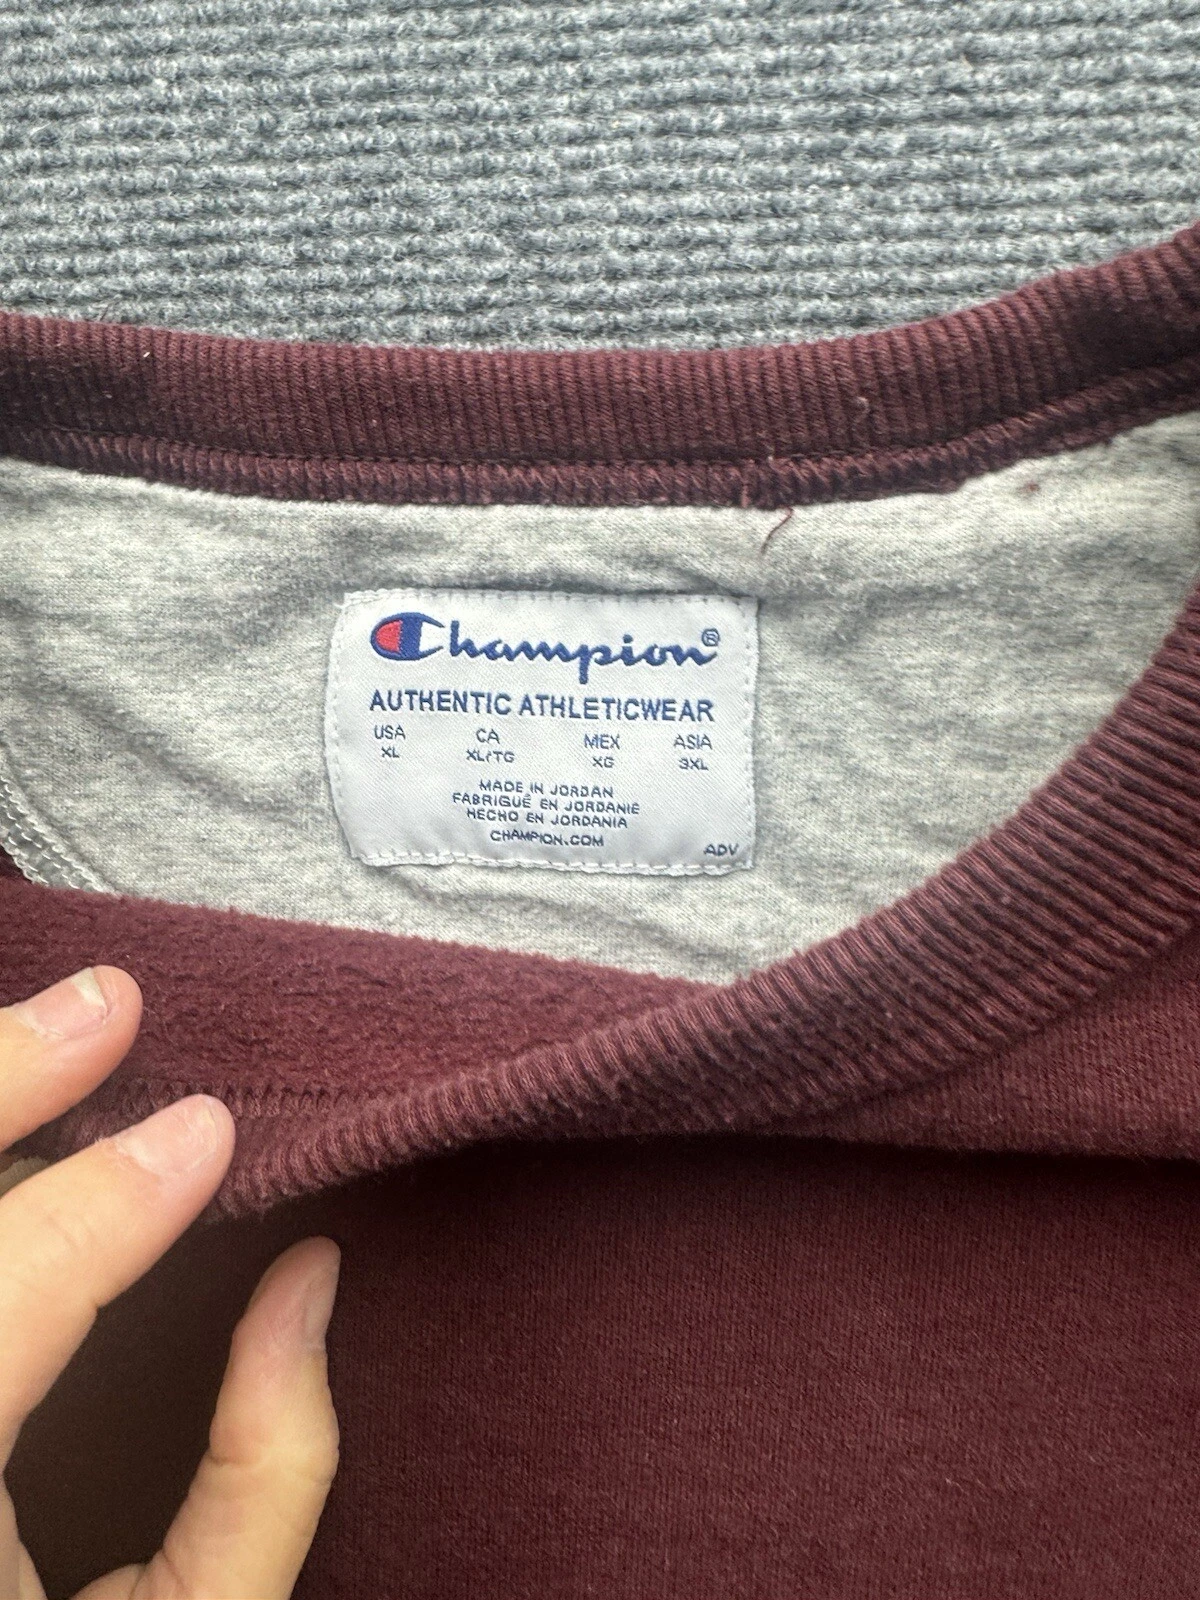 Champion®
AUTHENTIC ATHLETICWEAR
USA CA MEX ASIA
XL XL/TG XG 3XL
MADE IN JORDAN
FABRIQUÉ EN JORDANIE
HECHO EN JORDANIA
CHAMPION.COM
ADV